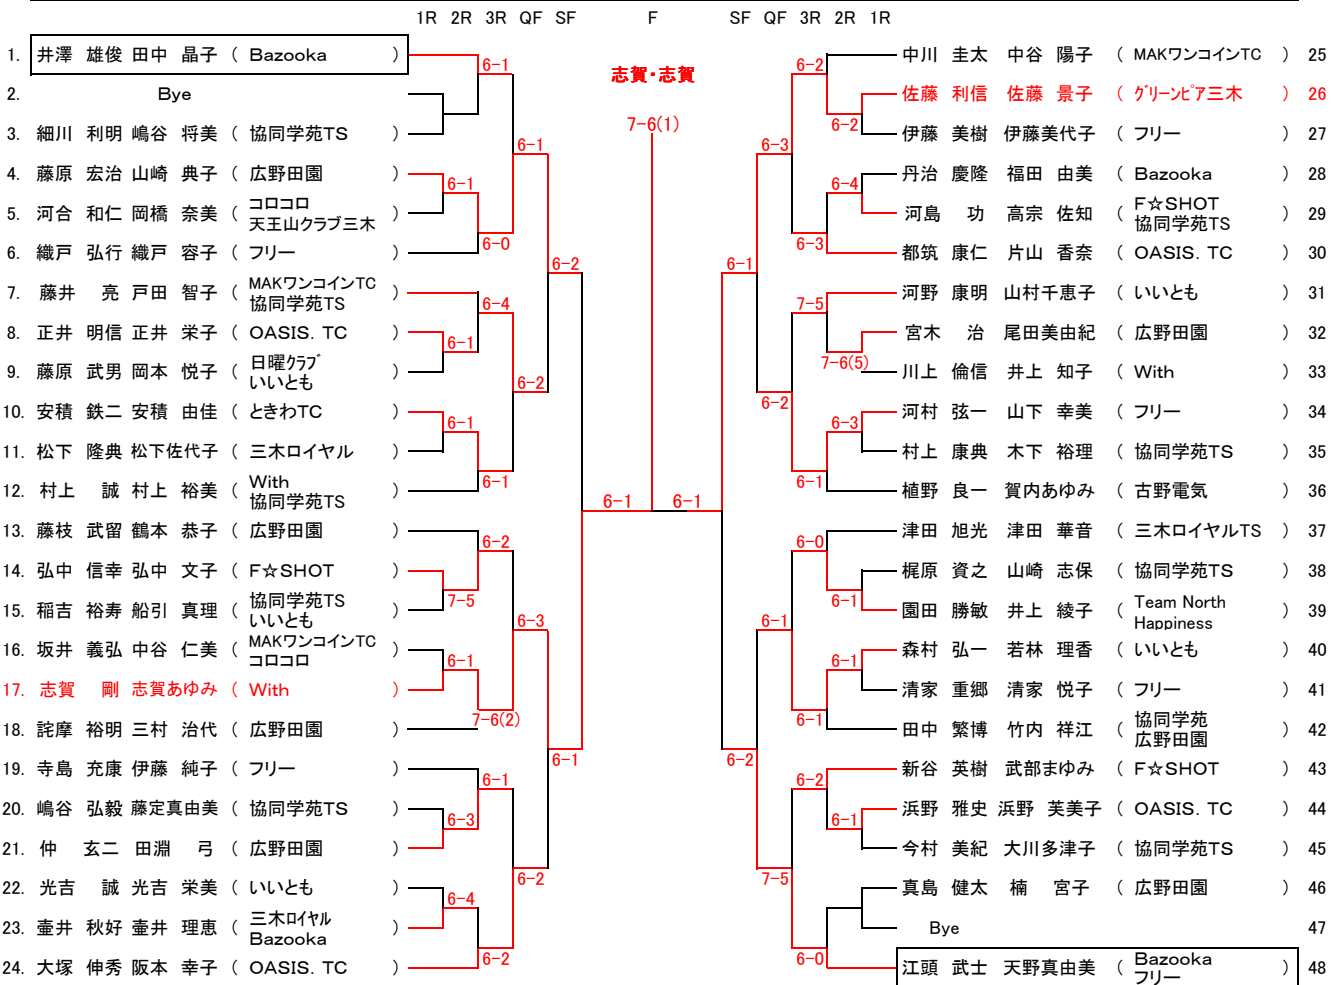 1R 2R 3R QF SF F SF QF 3R 2R 1R
志賀・志賀
7-6(1)
1. 井澤 雄俊 田中 晶子 ( Bazooka )
2. Bye
3. 細川 利明 嶋谷 将美 ( 協同学苑TS )
4. 藤原 宏治 山崎 典子 ( 広野田園 )
5. 河合 和仁 岡橋 奈美 ( コロコロ
天王山クラブ三木 )
6. 織戸 弘行 織戸 容子 ( フリー )
7. 藤井 亮 戸田 智子 ( MAKワンコインTC
協同学苑TS )
8. 正井 明信 正井 栄子 ( OASIS. TC )
9. 藤原 武男 岡本 悦子 ( 日曜クラブ
いいとも )
10. 安積 鉄二 安積 由佳 ( ときわTC )
11. 松下 隆典 松下佐代子 ( 三木ロイヤル )
12. 村上 誠 村上 裕美 ( With
協同学苑TS )
13. 藤枝 武留 鶴本 恭子 ( 広野田園 )
14. 弘中 信幸 弘中 文子 ( F☆SHOT )
15. 稲吉 裕寿 船引 真理 ( 協同学苑TS
いいとも )
16. 坂井 義弘 中谷 仁美 ( MAKワンコインTC
コロコロ )
17. 志賀 剛 志賀あゆみ ( With )
18. 詫摩 裕明 三村 治代 ( 広野田園 )
19. 寺島 充康 伊藤 純子 ( フリー )
20. 嶋谷 弘毅 藤定真由美 ( 協同学苑TS )
21. 仲 玄二 田淵 弓 ( 広野田園 )
22. 光吉 誠 光吉 栄美 ( いいとも )
23. 壷井 秋好 壷井 理恵 ( 三木ロイヤル
Bazooka )
24. 大塚 伸秀 阪本 幸子 ( OASIS. TC )
6-1
6-1
6-1
6-0
6-2
6-4
6-1
6-2
6-1
6-1
6-1
6-2
7-5
6-3
6-1
7-6(2)
6-1
6-1
6-3
6-2
6-4
6-2
中川 圭太 中谷 陽子 ( MAKワンコインTC ) 25
佐藤 利信 佐藤 景子 ( グリーンピア三木 ) 26
伊藤 美樹 伊藤美代子 ( フリー ) 27
丹治 慶隆 福田 由美 ( Bazooka ) 28
河島 功 高宗 佐知 ( F☆SHOT
協同学苑TS ) 29
都筑 康仁 片山 香奈 ( OASIS. TC ) 30
河野 康明 山村千恵子 ( いいとも ) 31
宮木 治 尾田美由紀 ( 広野田園 ) 32
川上 倫信 井上 知子 ( With ) 33
河村 弦一 山下 幸美 ( フリー ) 34
村上 康典 木下 裕理 ( 協同学苑TS ) 35
植野 良一 賀内あゆみ ( 古野電気 ) 36
津田 旭光 津田 華音 ( 三木ロイヤルTS ) 37
梶原 資之 山崎 志保 ( 協同学苑TS ) 38
園田 勝敏 井上 綾子 ( Team North
Happiness ) 39
森村 弘一 若林 理香 ( いいとも ) 40
清家 重郷 清家 悦子 ( フリー ) 41
田中 繁博 竹内 祥江 ( 協同学苑
広野田園 ) 42
新谷 英樹 武部まゆみ ( F☆SHOT ) 43
浜野 雅史 浜野 芙美子 ( OASIS. TC ) 44
今村 美紀 大川多津子 ( 協同学苑TS ) 45
真島 健太 楠 宮子 ( 広野田園 ) 46
Bye 47
江頭 武士 天野真由美 ( Bazooka
フリー ) 48
6-2
6-2
6-3
6-4
6-3
6-1
7-5
7-6(5)
6-2
6-3
6-1
6-1
6-0
6-1
6-1
6-1
6-1
6-2
6-2
6-1
7-5
6-0